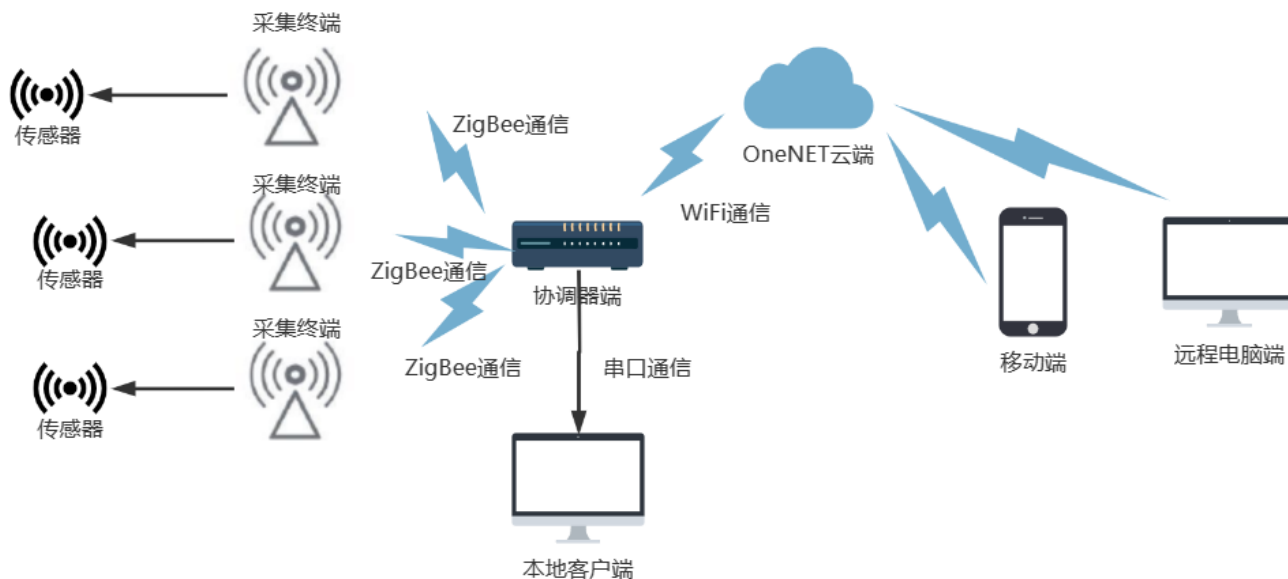 采集终端
传感器
ZigBee通信
OneNET云端
采集终端
WiFi通信
传感器
ZigBee通信
协调器端
采集终端
ZigBee通信
串口通信
移动端
远程电脑端
传感器
本地客户端